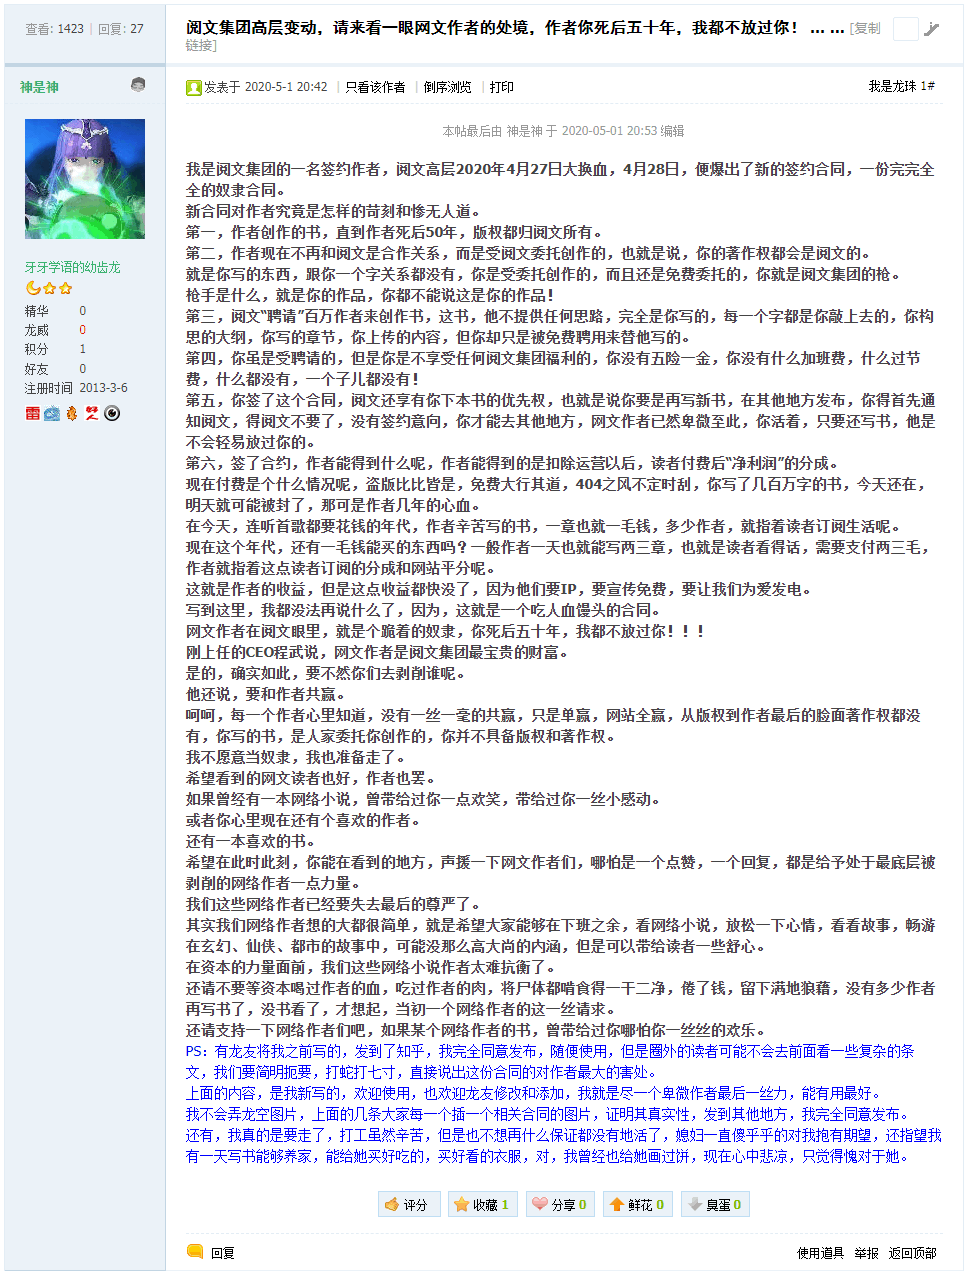 查看: 1423 | 回复: 27
阅文集团高层变动，请来看一眼网文作者的处境，作者你死后五十年，我都不放过你！ ... ... [复制
链接]
神是神
发表于 2020-5-1 20:42 | 只看该作者 | 倒序浏览 | 打印
我是龙珠 1#
本帖最后由 神是神 于 2020-05-01 20:53 编辑
牙牙学语的幼齿龙
精华 0
龙威 0
积分 1
好友 0
注册时间 2013-3-6
我是阅文集团的一名签约作者，阅文高层2020年4月27日大换血，4月28日，便爆出了新的签约合同，一份完完全
全的奴隶合同。
新合同对作者究竟是怎样的苛刻和惨无人道。
第一，作者创作的书，直到作者死后50年，版权都归阅文所有。
第二，作者现在不再和阅文是合作关系，而是受阅文委托创作的，也就是说，你的著作权都会是阅文的。
就是你写的东西，跟你一个字关系都没有，你是受委托创作的，而且还是免费委托的，你就是阅文集团的枪。
枪手是什么，就是你的作品，你都不能说这是你的作品！
第三，阅文“聘请”百万作者来创作书，这书，他不提供任何思路，完全是你写的，每一个字都是你敲上去的，你构
思的大纲，你写的章节，你上传的内容，但你却只是被免费聘用来替他写的。
第四，你虽是受聘请的，但是你是不享受任何阅文集团福利的，你没有五险一金，你没有什么加班费，什么过节
费，什么都没有，一个子儿都没有！
第五，你签了这个合同，阅文还享有你下本书的优先权，也就是说你要是再写新书，在其他地方发布，你得首先通
知阅文，得阅文不要了，没有签约意向，你才能去其他地方，网文作者已然卑微至此，你活着，只要还写书，他是
不会轻易放过你的。
第六，签了合约，作者能得到什么呢，作者能得到的是扣除运营以后，读者付费后“净利润”的分成。
现在付费是个什么情况呢，盗版比比皆是，免费大行其道，404之风不定时刮，你写了几百万字的书，今天还在，
明天就可能被封了，那可是作者几年的心血。
在今天，连听首歌都要花钱的年代，作者辛苦写的书，一章也就一毛钱，多少作者，就指着读者订阅生活呢。
现在这个年代，还有一毛钱能买的东西吗？一般作者一天也就能写两三章，也就是读者看得话，需要支付两三毛，
作者就指着这点读者订阅的分成和网站平分呢。
这就是作者的收益，但是这点收益都快没了，因为他们要IP，要宣传免费，要让我们为爱发电。
写到这里，我都没法再说什么了，因为，这就是一个吃人血馒头的合同。
网文作者在阅文眼里，就是个跪着的奴隶，你死后五十年，我都不放过你！！！
刚上任的CEO程武说，网文作者是阅文集团最宝贵的财富。
是的，确实如此，要不然你们去剥削谁呢。
他还说，要和作者共赢。
呵呵，每一个作者心里知道，没有一丝一毫的共赢，只是单赢，网站全赢，从版权到作者最后的脸面著作权都没
有，你写的书，是人家委托你创作的，你并不具备版权和著作权。
我不愿意当奴隶，我也准备走了。
希望看到的网文读者也好，作者也罢。
如果曾经有一本网络小说，曾带给过你一点欢笑，带给过你一丝小感动。
或者你心里现在还有个喜欢的作者。
还有一本喜欢的书。
希望在此时此刻，你能在看到的地方，声援一下网文作者们，哪怕是一个点赞，一个回复，都是给予处于最底层被
剥削的网络作者一点力量。
我们这些网络作者已经要失去最后的尊严了。
其实我们网络作者想的大都很简单，就是希望大家能够在下班之余，看网络小说，放松一下心情，看看故事，畅游
在玄幻、仙侠、都市的故事中，可能没那么高大尚的内涵，但是可以带给读者一些舒心。
在资本的力量面前，我们这些网络小说作者太难抗衡了。
还请不要等资本喝过作者的血，吃过作者的肉，将尸体都啃食得一干二净，倦了钱，留下满地狼藉，没有多少作者
再写书了，没书看了，才想起，当初一个网络作者的这一丝请求。
还请支持一下网络作者们吧，如果某个网络作者的书，曾带给过你哪怕你一丝丝的欢乐。
PS：有龙友将我之前写的，发到了知乎，我完全同意发布，随便使用，但是圈外的读者可能不会去前面看一些复杂的条
文，我们要简明扼要，打蛇打七寸，直接说出这份合同的对作者最大的害处。
上面的内容，是我新写的，欢迎使用，也欢迎龙友修改和添加，我就是尽一个卑微作者最后一丝力，能有用最好。
我不会弄龙空图片，上面的几条大家每一个插一个相关合同的图片，证明其真实性，发到其他地方，我完全同意发布。
还有，我真的是要走了，打工虽然辛苦，但是也不想再什么保证都没有地活了，媳妇一直傻乎乎的对我抱有期望，还指望我
有一天写书能够养家，能给她买好吃的，买好看的衣服，对，我曾经也给她画过饼，现在心中悲凉，只觉得愧对于她。
评分 收藏 1 分享 0 鲜花 0 臭蛋 0
回复 使用道具 举报 返回顶部